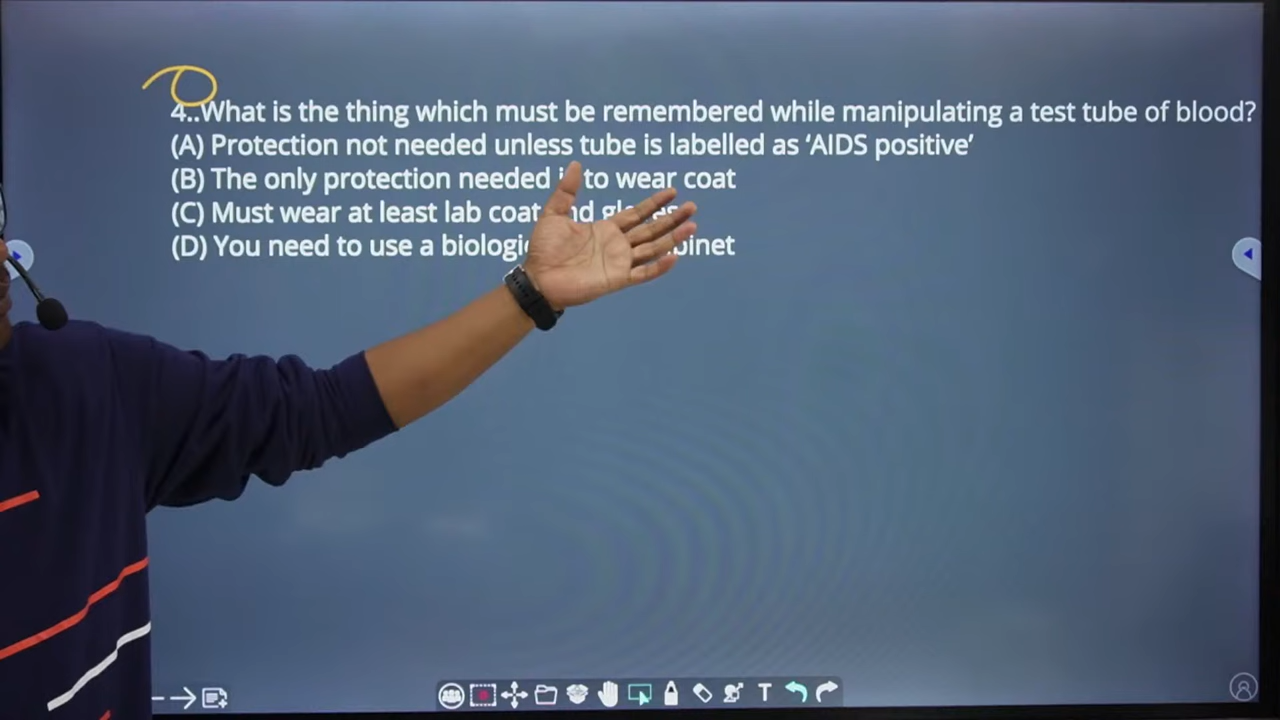 4..What is the thing which must be remembered while manipulating a test tube of blood?
(A) Protection not needed unless tube is labelled as ‘AIDS positive’
(B) The only protection needed to wear coat
(C) Must wear at least lab coat
(D) You need to use a
T